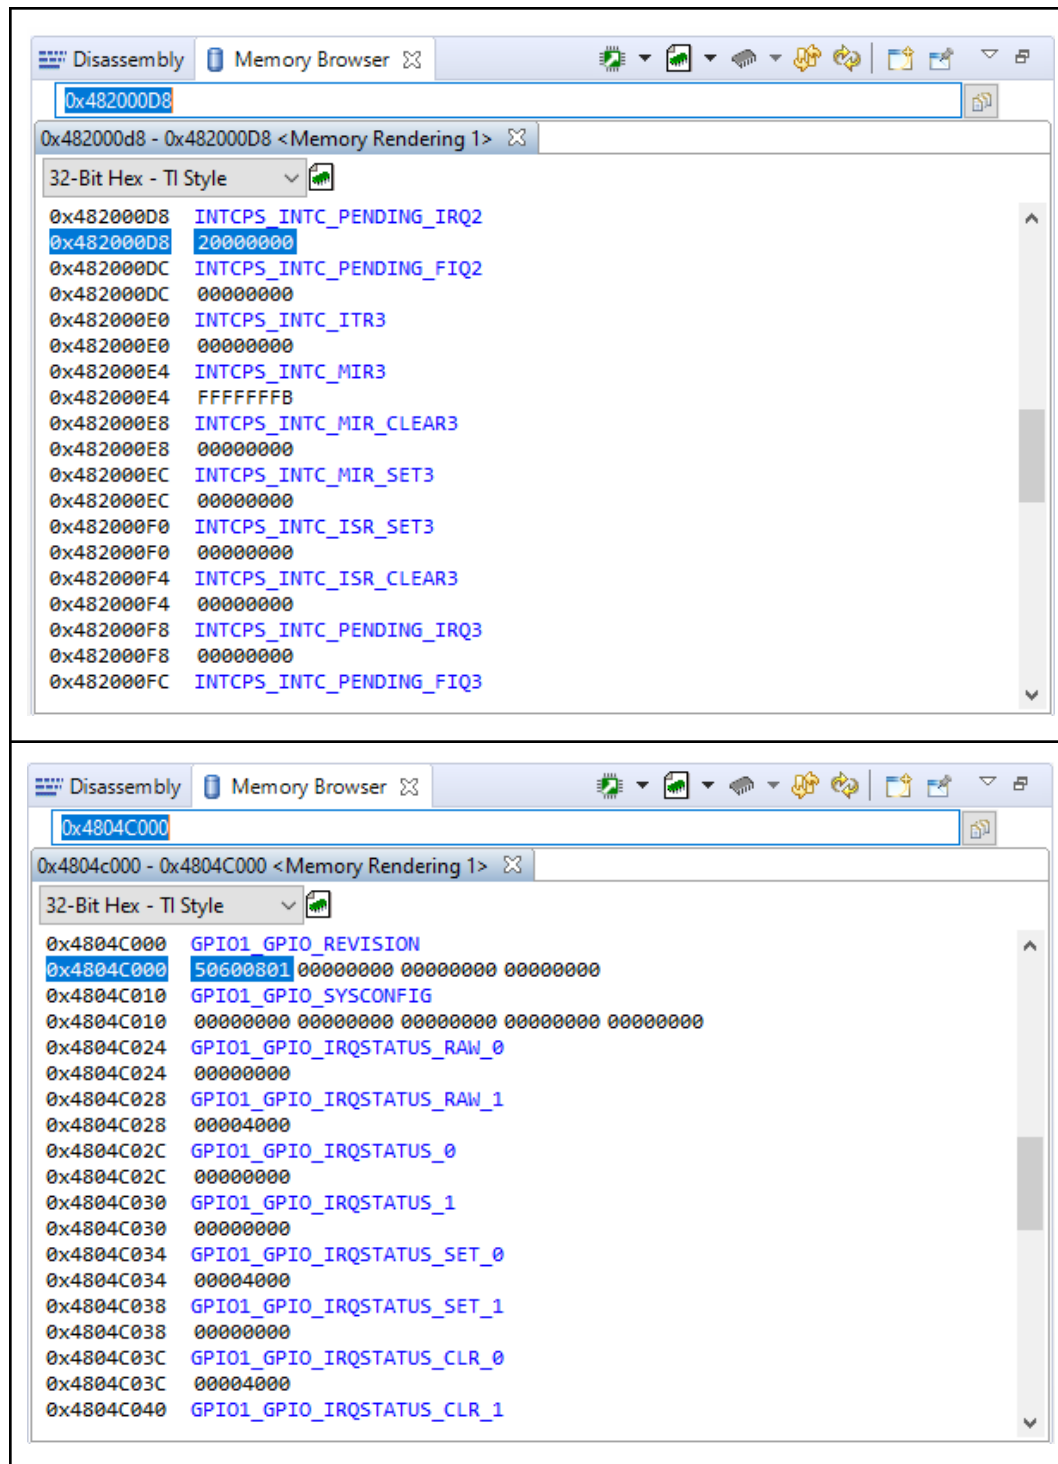 Disassembly Memory Browser
0x482000D8
0x482000d8 - 0x482000D8 <Memory Rendering 1>
32-Bit Hex - TI Style
0x482000D8 INTCPS_INTC_PENDING_IRQ2
0x482000D8 20000000
0x482000DC INTCPS_INTC_PENDING_FIQ2
0x482000DC 00000000
0x482000E0 INTCPS_INTC_ITR3
0x482000E0 00000000
0x482000E4 INTCPS_INTC_MIR3
0x482000E4 FFFFFFFB
0x482000E8 INTCPS_INTC_MIR_CLEAR3
0x482000E8 00000000
0x482000EC INTCPS_INTC_MIR_SET3
0x482000EC 00000000
0x482000F0 INTCPS_INTC_ISR_SET3
0x482000F0 00000000
0x482000F4 INTCPS_INTC_ISR_CLEAR3
0x482000F4 00000000
0x482000F8 INTCPS_INTC_PENDING_IRQ3
0x482000F8 00000000
0x482000FC INTCPS_INTC_PENDING_FIQ3
Disassembly Memory Browser
0x4804C000
0x4804c000 - 0x4804C000 <Memory Rendering 1>
32-Bit Hex - TI Style
0x4804C000 GPIO1_GPIO_REVISION
0x4804C000 50600801 00000000 00000000 00000000
0x4804C010 GPIO1_GPIO_SYSCONFIG
0x4804C010 00000000 00000000 00000000 00000000 00000000
0x4804C024 GPIO1_GPIO_IRQSTATUS_RAW_0
0x4804C024 00000000
0x4804C028 GPIO1_GPIO_IRQSTATUS_RAW_1
0x4804C028 00004000
0x4804C02C GPIO1_GPIO_IRQSTATUS_0
0x4804C02C 00000000
0x4804C030 GPIO1_GPIO_IRQSTATUS_1
0x4804C030 00000000
0x4804C034 GPIO1_GPIO_IRQSTATUS_SET_0
0x4804C034 00004000
0x4804C038 GPIO1_GPIO_IRQSTATUS_SET_1
0x4804C038 00000000
0x4804C03C GPIO1_GPIO_IRQSTATUS_CLR_0
0x4804C03C 00004000
0x4804C040 GPIO1_GPIO_IRQSTATUS_CLR_1